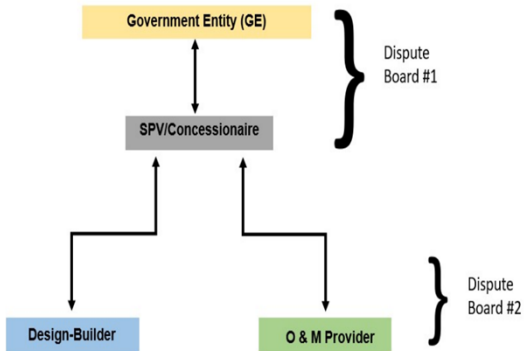 Government Entity (GE)
Dispute
Board #1
SPV/Concessionaire
Dispute
Board #2
Design-Builder
O & M Provider